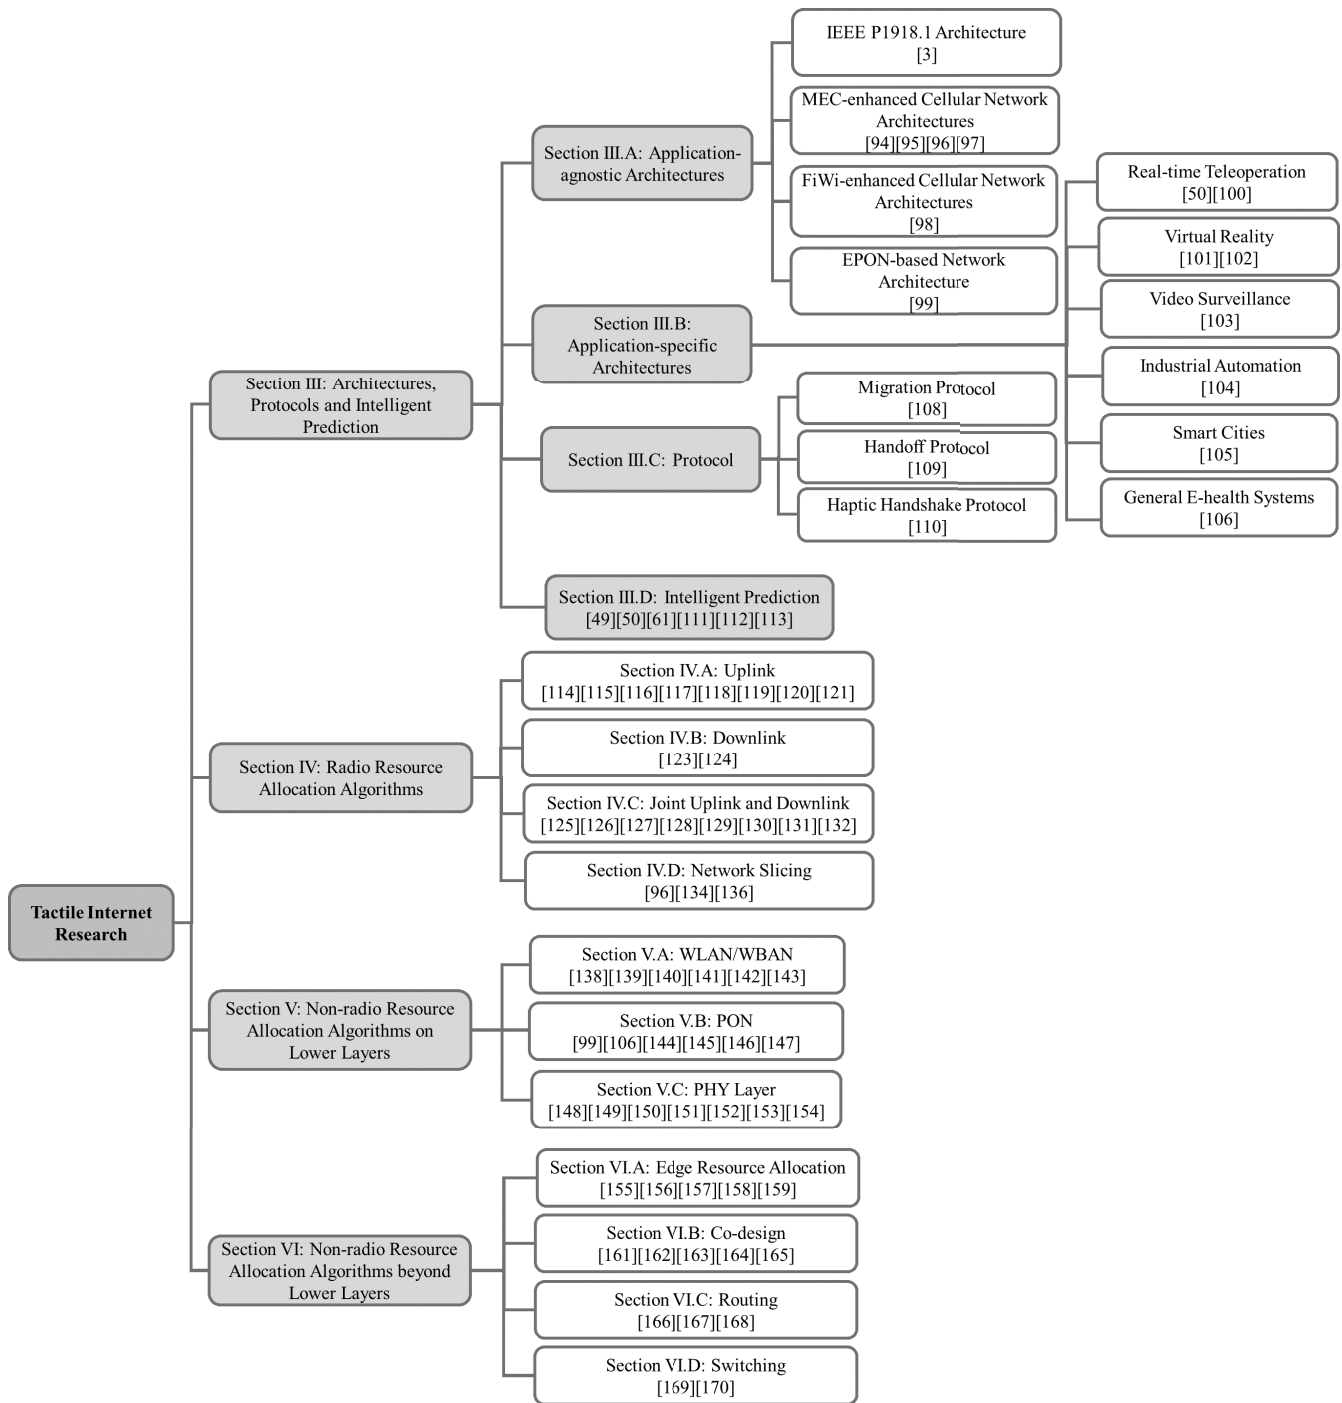 Tactile Internet
Research
Section III: Architectures,
Protocols and Intelligent
Prediction
Section III.A: Application-
agnostic Architectures
IEEE P1918.1 Architecture
[3]
MEC-enhanced Cellular Network
Architectures
[94][95][96][97]
FiWi-enhanced Cellular Network
Architectures
[98]
EPON-based Network
Architecture
[99]
Section III.B:
Application-specific
Architectures
Real-time Teleoperation
[50][100]
Virtual Reality
[101][102]
Video Surveillance
[103]
Industrial Automation
[104]
Smart Cities
[105]
General E-health Systems
[106]
Section III.C: Protocol
Migration Protocol
[108]
Handoff Protocol
[109]
Haptic Handshake Protocol
[110]
Section III.D: Intelligent Prediction
[49][50][61][111][112][113]
Section IV: Radio Resource
Allocation Algorithms
Section IV.A: Uplink
[114][115][116][117][118][119][120][121]
Section IV.B: Downlink
[123][124]
Section IV.C: Joint Uplink and Downlink
[125][126][127][128][129][130][131][132]
Section IV.D: Network Slicing
[96][134][136]
Section V: Non-radio Resource
Allocation Algorithms on
Lower Layers
Section V.A: WLAN/WBAN
[138][139][140][141][142][143]
Section V.B: PON
[99][106][144][145][146][147]
Section V.C: PHY Layer
[148][149][150][151][152][153][154]
Section VI: Non-radio Resource
Allocation Algorithms beyond
Lower Layers
Section VI.A: Edge Resource Allocation
[155][156][157][158][159]
Section VI.B: Co-design
[161][162][163][164][165]
Section VI.C: Routing
[166][167][168]
Section VI.D: Switching
[169][170]